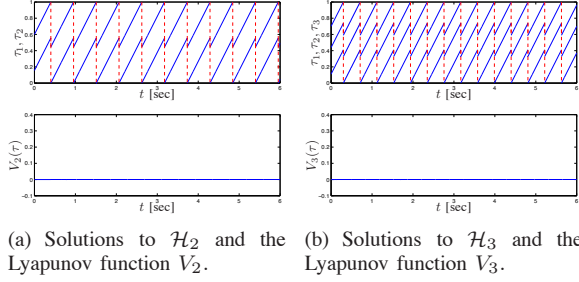 1
0.8
0.6
0.4
0.2
0
τ₁, τ₂
0 1 2 3 4 5 6
t [sec]
1
0.8
0.6
0.4
0.2
0
τ₁, τ₂, τ₃
0 1 2 3 4 5 6
t [sec]
0.4
0.3
0.2
0.1
0
-0.1
V₂(τ)
0 1 2 3 4 5 6
t [sec]
0.4
0.3
0.2
0.1
0
-0.1
V₃(τ)
0 1 2 3 4 5 6
t [sec]
(a) Solutions to ℋ₂ and the
Lyapunov function V₂.
(b) Solutions to ℋ₃ and the
Lyapunov function V₃.